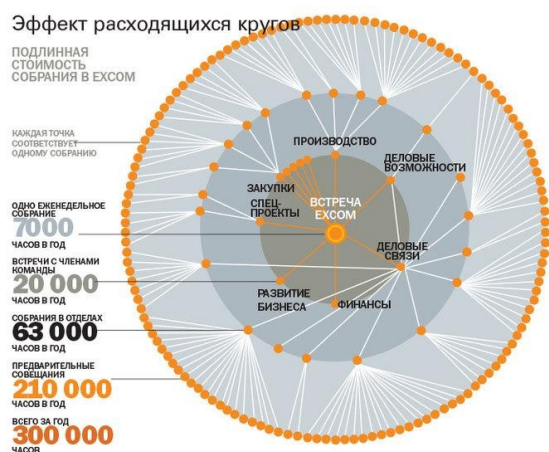 Эффект расходящихся кругов
ПОДЛИННАЯ
СТОИМОСТЬ
СОБРАНИЯ В EXCOM
КАЖДАЯ ТОЧКА
СООТВЕТСТВУЕТ
ОДНОМУ СОБРАНИЮ
ОДНО ЕЖЕНЕДЕЛЬНОЕ
СОБРАНИЕ
7000
ЧАСОВ В ГОД
ВСТРЕЧИ С ЧЛЕНАМИ
КОМАНДЫ
20 000
ЧАСОВ В ГОД
СОБРАНИЯ В ОТДЕЛАХ
63 000
ЧАСОВ В ГОД
ПРЕДВАРИТЕЛЬНЫЕ
СОВЕЩАНИЯ
210 000
ЧАСОВ В ГОД
ВСЕГО ЗА ГОД
300 000
ЧАСОВ
ПРОИЗВОДСТВО
ДЕЛОВЫЕ
ВОЗМОЖНОСТИ
ЗАКУПКИ
СПЕЦ-
ПРОЕКТЫ
ВСТРЕЧА
EXCOM
ДЕЛОВЫЕ
СВЯЗИ
РАЗВИТИЕ
БИЗНЕСА
ФИНАНСЫ